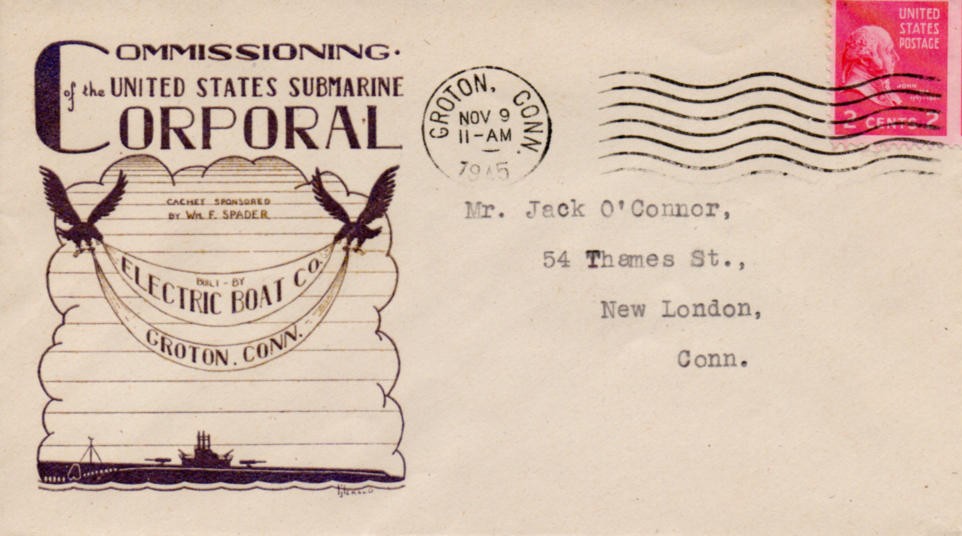 COMMISSIONING.
of the UNITED STATES SUBMARINE
CORPORAL
CACHET SPONSORED
BY WM. F. SPADER
BUILT - BY
ELECTRIC BOAT CO.
GROTON. CONN.
GROTON, CONN.
NOV 9
11-AM
1945
UNITED
STATES
POSTAGE
JOHN
2 CENTS 2
Mr. Jack O'Connor,
54 Thames St.,
New London,
Conn.